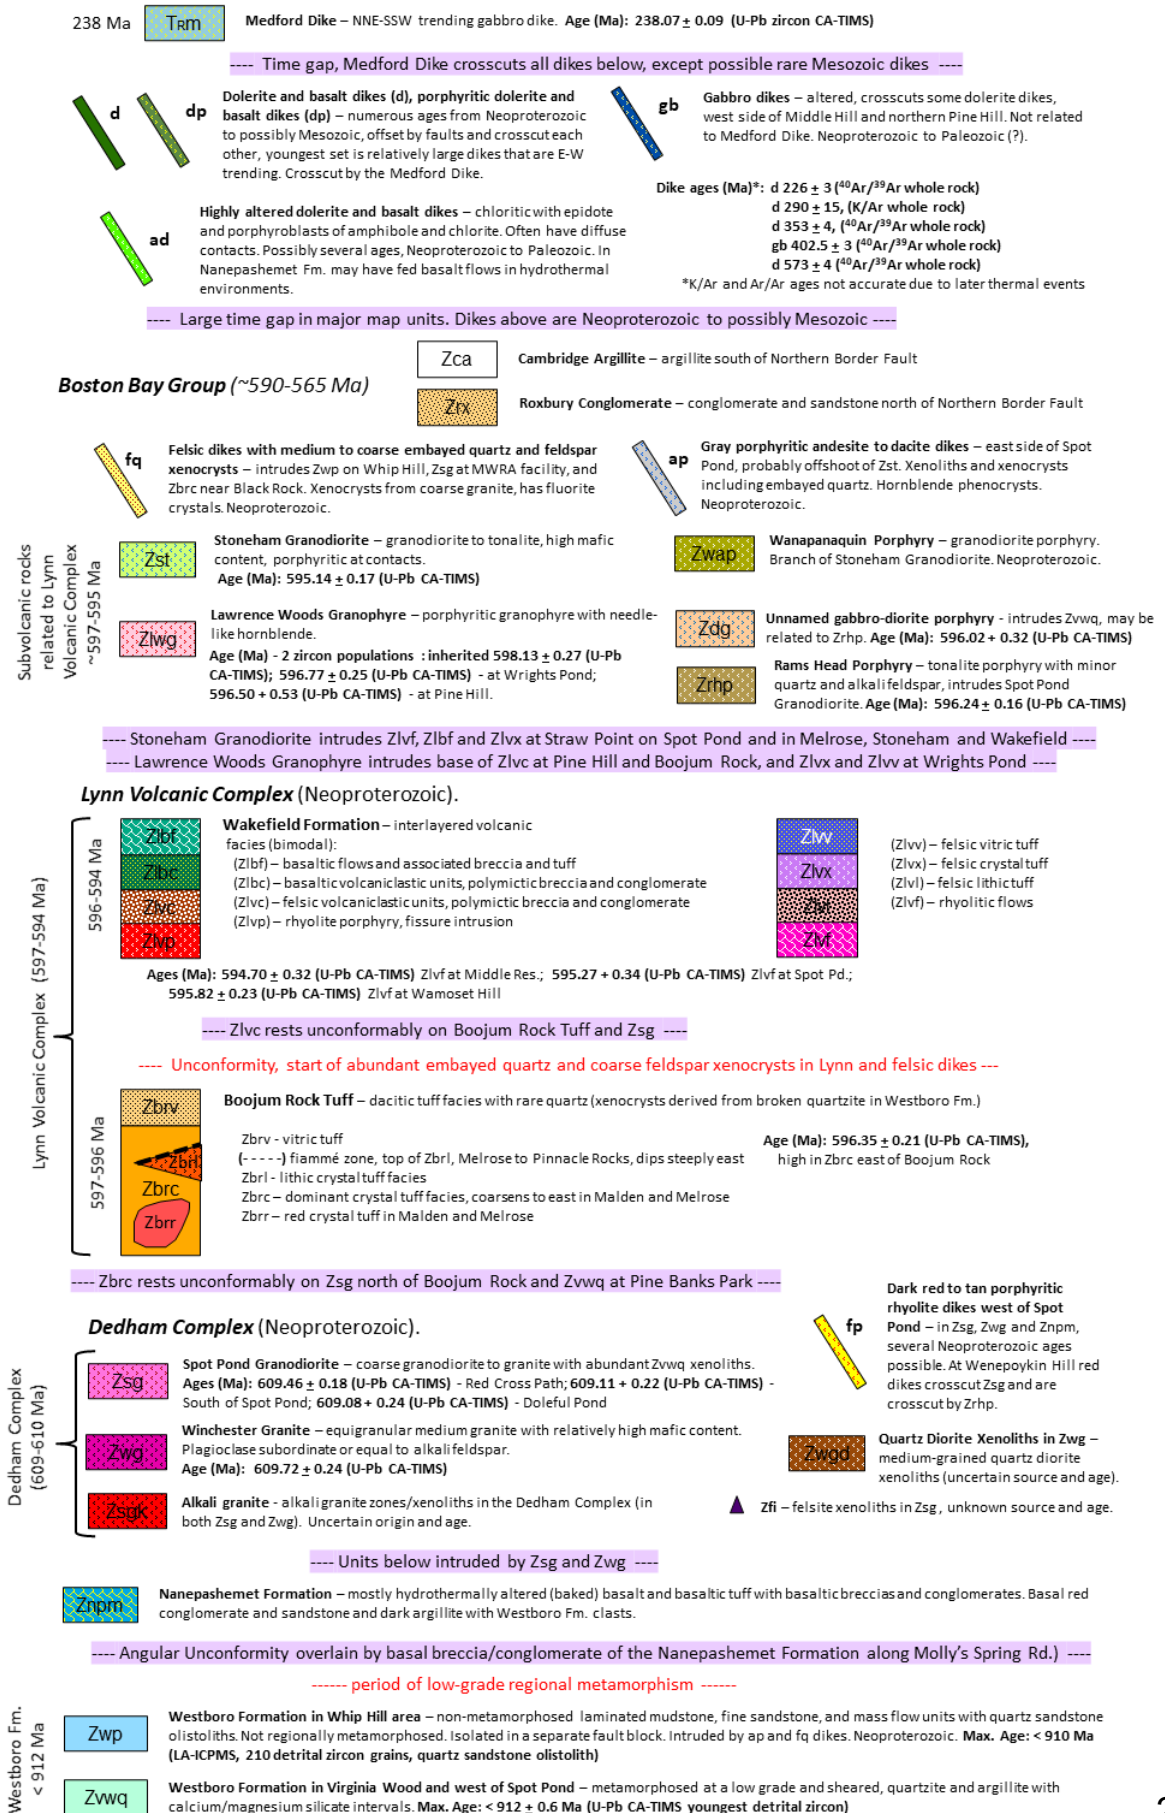 238 Ma TRm Medford Dike – NNE-SSW trending gabbro dike. Age (Ma): 238.07 ± 0.09 (U-Pb zircon CA-TIMS)
---- Time gap, Medford Dike crosscuts all dikes below, except possible rare Mesozoic dikes ----
d dp
Dolerite and basalt dikes (d), porphyritic dolerite and
basalt dikes (dp) – numerous ages from Neoproterozoic
to possibly Mesozoic, offset by faults and crosscut each
other, youngest set is relatively large dikes that are E-W
trending. Crosscut by the Medford Dike.
gb
Gabbro dikes – altered, crosscuts some dolerite dikes,
west side of Middle Hill and northern Pine Hill. Not related
to Medford Dike. Neoproterozoic to Paleozoic (?).
Dike ages (Ma)*: d 226 ± 3 (40Ar/39Ar whole rock)
d 290 ± 15, (K/Ar whole rock)
d 353 ± 4, (40Ar/39Ar whole rock)
gb 402.5 ± 3 (40Ar/39Ar whole rock)
d 573 ± 4 (40Ar/39Ar whole rock)
*K/Ar and Ar/Ar ages not accurate due to later thermal events
ad
Highly altered dolerite and basalt dikes – chloritic with epidote
and porphyroblasts of amphibole and chlorite. Often have diffuse
contacts. Possibly several ages, Neoproterozoic to Paleozoic. In
Nanepashemet Fm. may have fed basalt flows in hydrothermal
environments.
---- Large time gap in major map units. Dikes above are Neoproterozoic to possibly Mesozoic ----
Boston Bay Group (~590-565 Ma)
Zca Cambridge Argillite – argillite south of Northern Border Fault
Zrx Roxbury Conglomerate – conglomerate and sandstone north of Northern Border Fault
fq
Felsic dikes with medium to coarse embayed quartz and feldspar
xenocrysts – intrudes Zwp on Whip Hill, Zsg at MWRA facility, and
Zbrc near Black Rock. Xenocrysts from coarse granite, has fluorite
crystals. Neoproterozoic.
ap
Gray porphyritic andesite to dacite dikes – east side of Spot
Pond, probably offshoot of Zst. Xenoliths and xenocrysts
including embayed quartz. Hornblende phenocrysts.
Neoproterozoic.
Subvolcanic rocks
related to Lynn
Volcanic Complex
~597-595 Ma
Zst
Stoneham Granodiorite – granodiorite to tonalite, high mafic
content, porphyritic at contacts.
Age (Ma): 595.14 ± 0.17 (U-Pb CA-TIMS)
Zwap
Wanapanaquin Porphyry – granodiorite porphyry.
Branch of Stoneham Granodiorite. Neoproterozoic.
Zlwg
Lawrence Woods Granophyre – porphyritic granophyre with needle-
like hornblende.
Age (Ma) - 2 zircon populations : inherited 598.13 ± 0.27 (U-Pb
CA-TIMS); 596.77 ± 0.25 (U-Pb CA-TIMS) - at Wrights Pond;
596.50 + 0.53 (U-Pb CA-TIMS) - at Pine Hill.
Zdg
Unnamed gabbro-diorite porphyry - intrudes Zvwq, may be
related to Zrhp. Age (Ma): 596.02 + 0.32 (U-Pb CA-TIMS)
Zrhp
Rams Head Porphyry – tonalite porphyry with minor
quartz and alkali feldspar, intrudes Spot Pond
Granodiorite. Age (Ma): 596.24 ± 0.16 (U-Pb CA-TIMS)
---- Stoneham Granodiorite intrudes Zlvf, Zlbf and Zlvx at Straw Point on Spot Pond and in Melrose, Stoneham and Wakefield ----
---- Lawrence Woods Granophyre intrudes base of Zlvc at Pine Hill and Boojum Rock, and Zlvx and Zlvv at Wrights Pond ----
Lynn Volcanic Complex (Neoproterozoic).
Lynn Volcanic Complex (597-594 Ma)
596-594 Ma
Zlbf
Zlbc
Zlvc
Zlvp
Wakefield Formation – interlayered volcanic
facies (bimodal):
(Zlbf) – basaltic flows and associated breccia and tuff
(Zlbc) – basaltic volcaniclastic units, polymictic breccia and conglomerate
(Zlvc) – felsic volcaniclastic units, polymictic breccia and conglomerate
(Zlvp) – rhyolite porphyry, fissure intrusion
Zlvv
Zlvx
Zlvl
Zlvf
(Zlvv) – felsic vitric tuff
(Zlvx) – felsic crystal tuff
(Zlvl) – felsic lithic tuff
(Zlvf) – rhyolitic flows
Ages (Ma): 594.70 ± 0.32 (U-Pb CA-TIMS) Zlvf at Middle Res.; 595.27 + 0.34 (U-Pb CA-TIMS) Zlvf at Spot Pd.;
595.82 ± 0.23 (U-Pb CA-TIMS) Zlvf at Wamoset Hill
---- Zlvc rests unconformably on Boojum Rock Tuff and Zsg ----
---- Unconformity, start of abundant embayed quartz and coarse feldspar xenocrysts in Lynn and felsic dikes ---
597-596 Ma
Zbrv
Zbrl
Zbrc
Zbrr
Boojum Rock Tuff – dacitic tuff facies with rare quartz (xenocrysts derived from broken quartzite in Westboro Fm.)
Zbrv - vitric tuff
(- - - - -) fiammé zone, top of Zbrl, Melrose to Pinnacle Rocks, dips steeply east
Zbrl - lithic crystal tuff facies
Zbrc – dominant crystal tuff facies, coarsens to east in Malden and Melrose
Zbrr – red crystal tuff in Malden and Melrose
Age (Ma): 596.35 ± 0.21 (U-Pb CA-TIMS),
high in Zbrc east of Boojum Rock
---- Zbrc rests unconformably on Zsg north of Boojum Rock and Zvwq at Pine Banks Park ----
Dedham Complex (Neoproterozoic).
fp
Dark red to tan porphyritic
rhyolite dikes west of Spot
Pond – in Zsg, Zwg and Znpm,
several Neoproterozoic ages
possible. At Wenepoykin Hill red
dikes crosscut Zsg and are
crosscut by Zrhp.
Dedham Complex
(609-610 Ma)
Zsg
Spot Pond Granodiorite – coarse granodiorite to granite with abundant Zvwq xenoliths.
Ages (Ma): 609.46 ± 0.18 (U-Pb CA-TIMS) - Red Cross Path; 609.11 + 0.22 (U-Pb CA-TIMS) -
South of Spot Pond; 609.08 + 0.24 (U-Pb CA-TIMS) - Doleful Pond
Zwg
Winchester Granite – equigranular medium granite with relatively high mafic content.
Plagioclase subordinate or equal to alkali feldspar.
Age (Ma): 609.72 ± 0.24 (U-Pb CA-TIMS)
Zwgd
Quartz Diorite Xenoliths in Zwg –
medium-grained quartz diorite
xenoliths (uncertain source and age).
Zsgk
Alkali granite - alkali granite zones/xenoliths in the Dedham Complex (in
both Zsg and Zwg). Uncertain origin and age.
Zfi – felsite xenoliths in Zsg , unknown source and age.
---- Units below intruded by Zsg and Zwg ----
Znpm
Nanepashemet Formation – mostly hydrothermally altered (baked) basalt and basaltic tuff with basaltic breccias and conglomerates. Basal red
conglomerate and sandstone and dark argillite with Westboro Fm. clasts.
---- Angular Unconformity overlain by basal breccia/conglomerate of the Nanepashemet Formation along Molly's Spring Rd.) ----
------ period of low-grade regional metamorphism ------
Westboro Fm.
< 912 Ma
Zwp
Westboro Formation in Whip Hill area – non-metamorphosed laminated mudstone, fine sandstone, and mass flow units with quartz sandstone
olistoliths. Not regionally metamorphosed. Isolated in a separate fault block. Intruded by ap and fq dikes. Neoproterozoic. Max. Age: < 910 Ma
(LA-ICPMS, 210 detrital zircon grains, quartz sandstone olistolith)
Zvwq
Westboro Formation in Virginia Wood and west of Spot Pond – metamorphosed at a low grade and sheared, quartzite and argillite with
calcium/magnesium silicate intervals. Max. Age: < 912 ± 0.6 Ma (U-Pb CA-TIMS youngest detrital zircon)